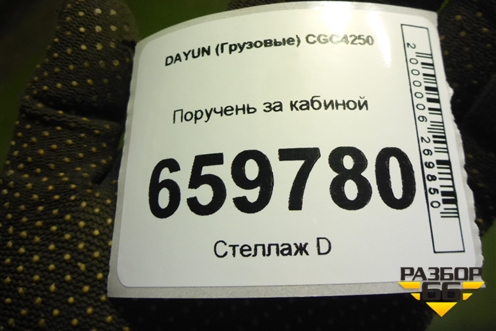 DAYUN (Грузовые) CGC4250
Поручень за кабиной
659780
Стеллаж D
2000006269850
РАЗБОР
66